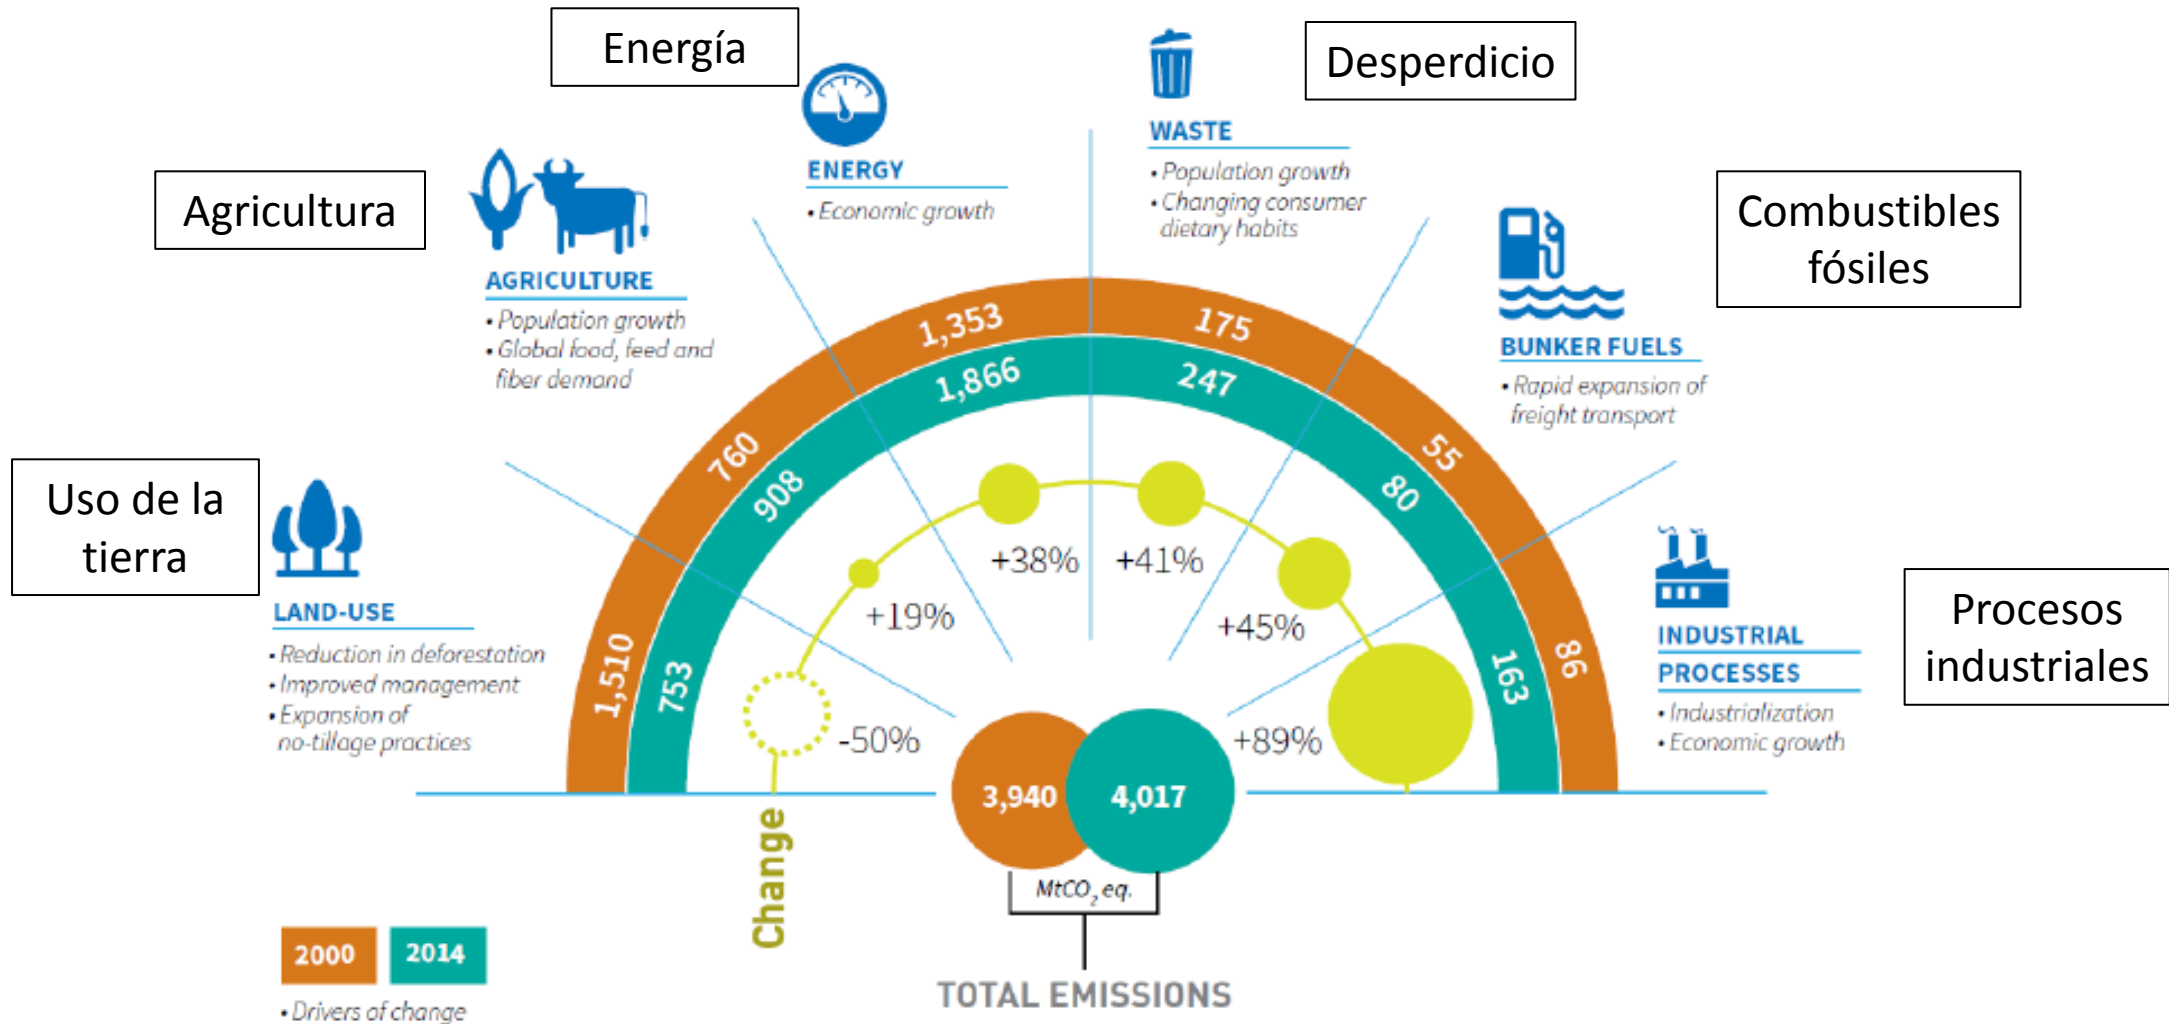 Energía
Desperdicio
Agricultura
Combustibles
fósiles
Uso de la
tierra
Procesos
industriales
ENERGY
• Economic growth
WASTE
• Population growth
• Changing consumer
dietary habits
AGRICULTURE
• Population growth
• Global food, feed and
fiber demand
BUNKER FUELS
• Rapid expansion of
freight transport
LAND-USE
• Reduction in deforestation
• Improved management
• Expansion of
no-tillage practices
INDUSTRIAL
PROCESSES
• Industrialization
• Economic growth
1,510
760
1,353
175
55
86
753
908
1,866
247
80
163
-50%
+19%
+38%
+41%
+45%
+89%
Change
3,940
4,017
MtCO₂ eq.
TOTAL EMISSIONS
2000
2014
• Drivers of change